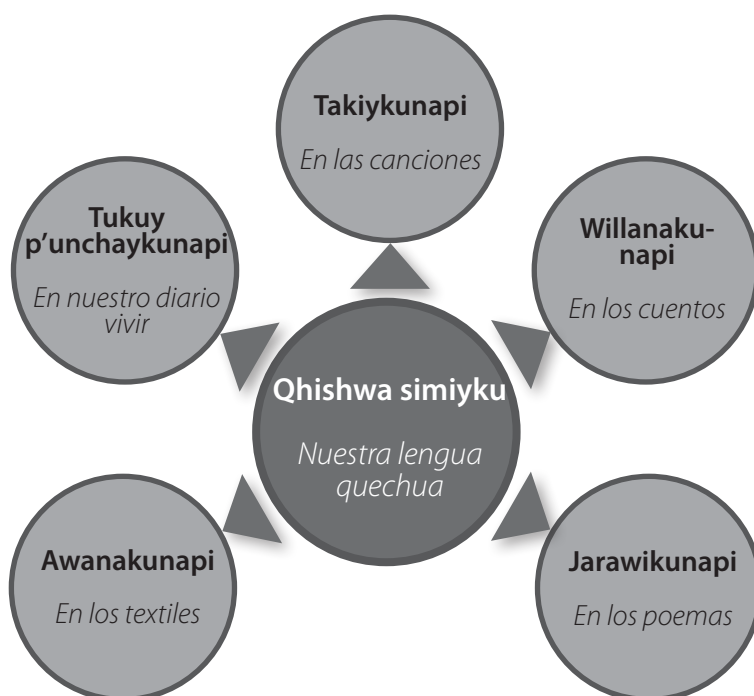 Takiykunapi
En las canciones
Tukuy
p'unchaykunapi
En nuestro diario
vivir
Willanaku-
napi
En los cuentos
Qhishwa simiyku
Nuestra lengua
quechua
Awanakunapi
En los textiles
Jarawikunapi
En los poemas